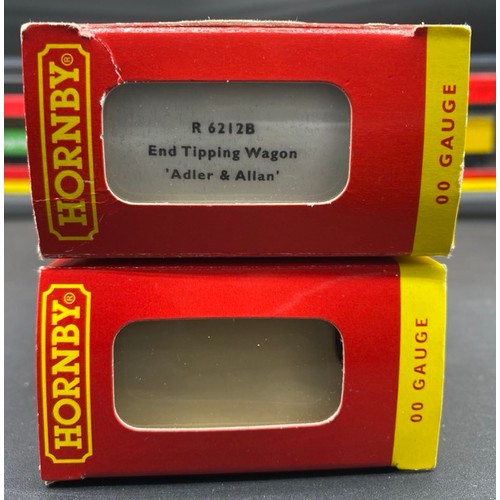 HORNBY®
R 6212B
End Tipping Wagon
'Adler & Allan'
00 GAUGE
HORNBY®
00 GAUGE